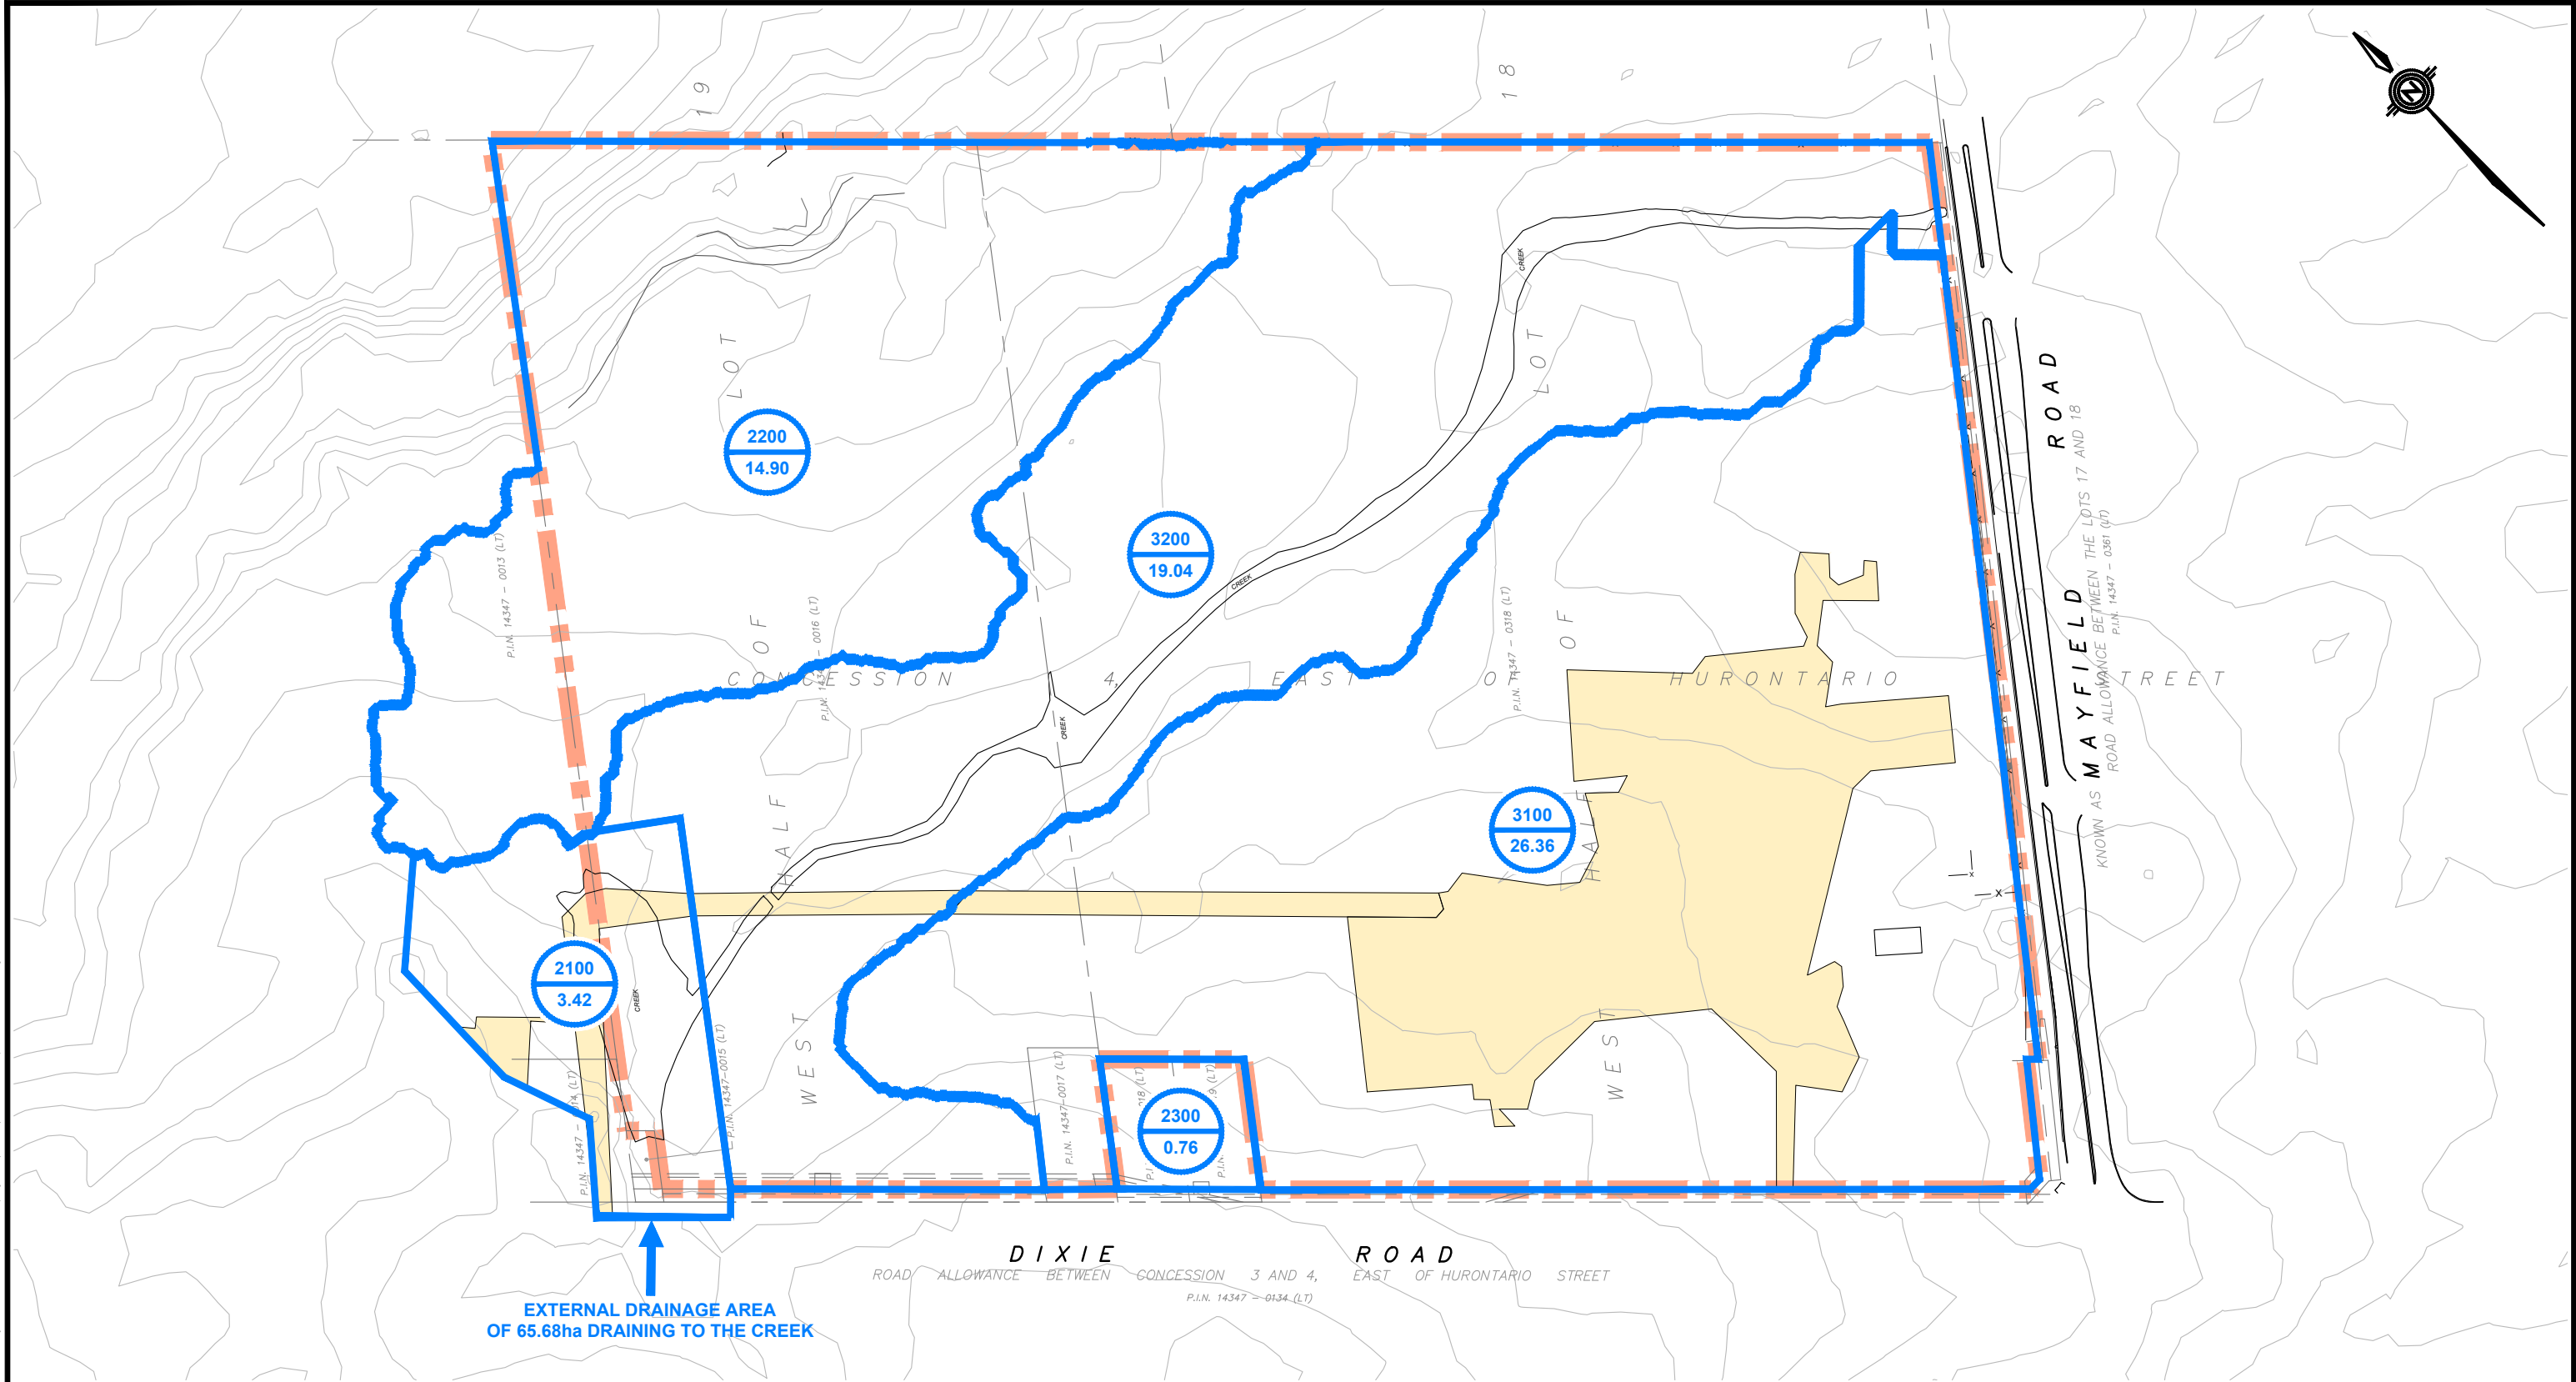 19
18
N
LOT
LOT
ROAD
2200
14.90
3200
19.04
CREEK
CREEK
CREEK
CREEK
P.I.N. 14347 - 0013 (LT)
P.I.N. 14347 - 0016 (LT)
P.I.N. 14347 - 0318 (LT)
OF
OF
CONCESSION 4, EAST OF HURONTARIO STREET
MAYFIELD
KNOWN AS
ROAD ALLOWANCE BETWEEN THE LOTS 17 AND 18
P.I.N. 14347 - 0361 (LT)
HALF
HALF
3100
26.36
2100
3.42
WEST
WEST
P.I.N. 14347-0015 (LT)
P.I.N. 14347-0017 (LT)
2300
0.76
DIXIE ROAD
ROAD ALLOWANCE BETWEEN CONCESSION 3 AND 4, EAST OF HURONTARIO STREET
P.I.N. 14347 - 0134 (LT)
EXTERNAL DRAINAGE AREA
OF 65.68ha DRAINING TO THE CREEK